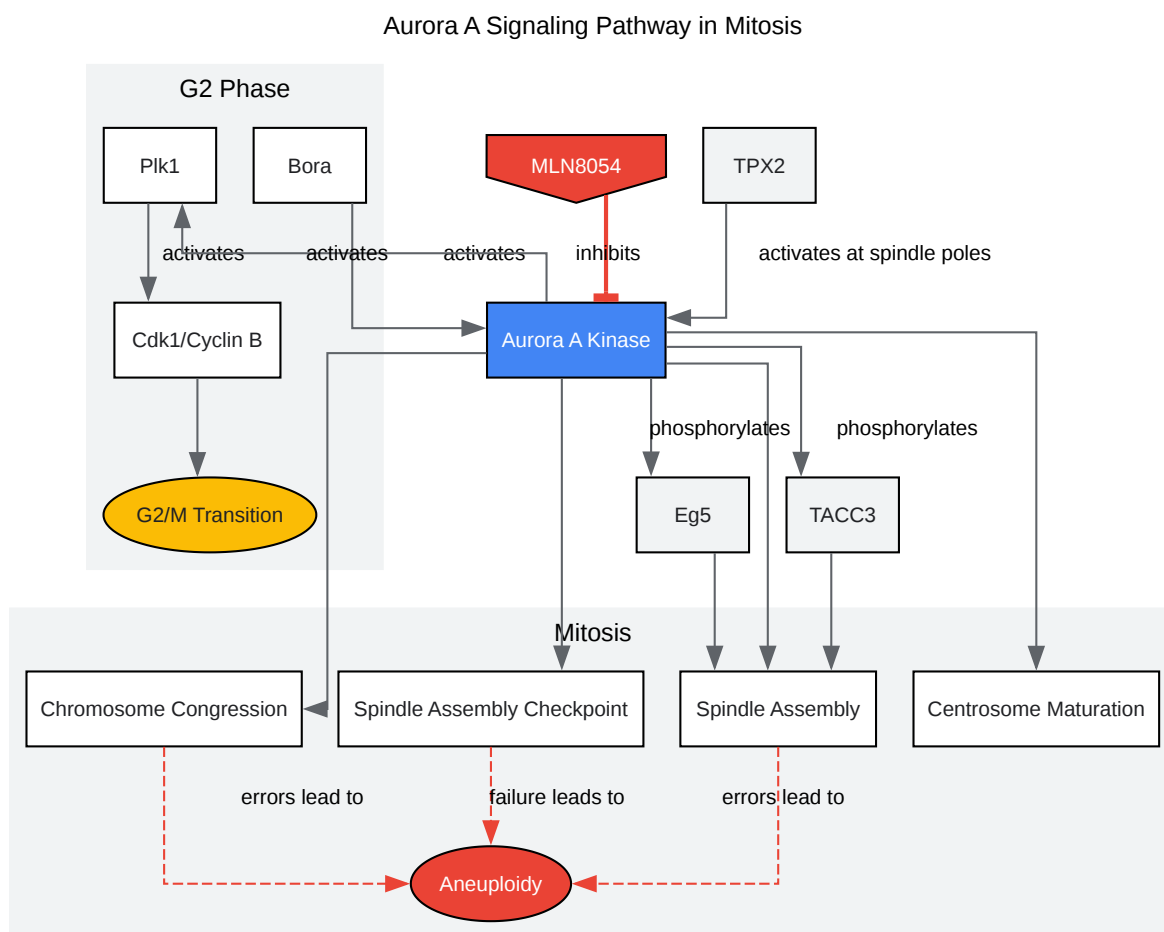 Aurora A Signaling Pathway in Mitosis
G2 Phase
Plk1
Bora
MLN8054
TPX2
activates
activates
activates
inhibits
activates at spindle poles
Cdk1/Cyclin B
Aurora A Kinase
phosphorylates
phosphorylates
G2/M Transition
Eg5
TACC3
Mitosis
Chromosome Congression
Spindle Assembly Checkpoint
Spindle Assembly
Centrosome Maturation
errors lead to
failure leads to
errors lead to
Aneuploidy